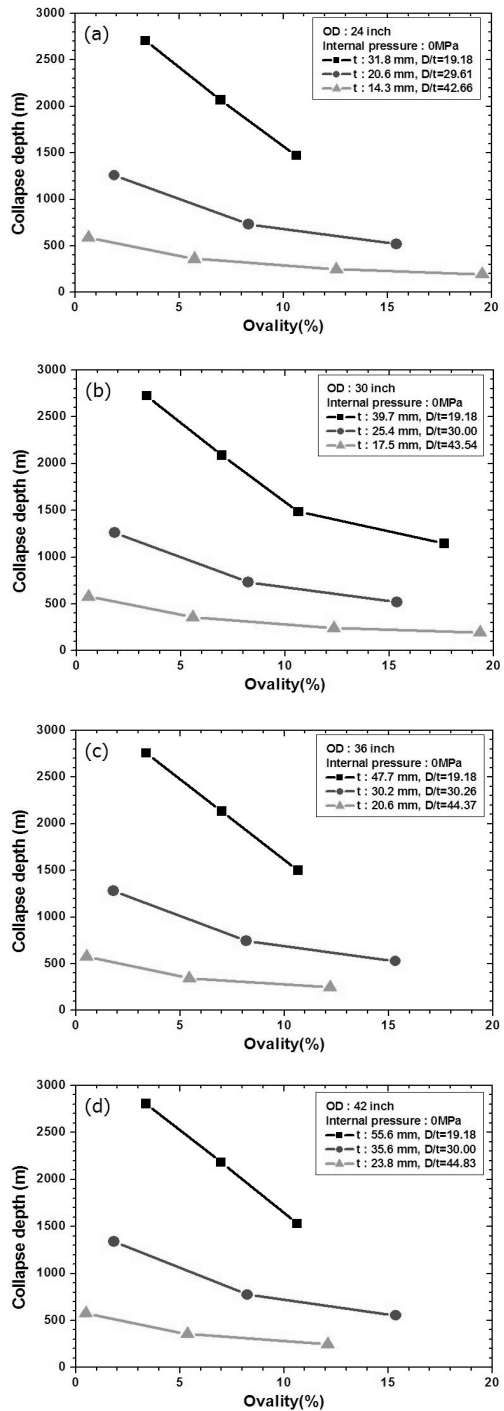 (a)
OD : 24 inch
Internal pressure : 0MPa
t : 31.8 mm, D/t=19.18
t : 20.6 mm, D/t=29.61
t : 14.3 mm, D/t=42.66
Collapse depth (m)
3000
2500
2000
1500
1000
500
0
0 5 10 15 20
Ovality(%)
(b)
OD : 30 inch
Internal pressure : 0MPa
t : 39.7 mm, D/t=19.18
t : 25.4 mm, D/t=30.00
t : 17.5 mm, D/t=43.54
Collapse depth (m)
3000
2500
2000
1500
1000
500
0
0 5 10 15 20
Ovality(%)
(c)
OD : 36 inch
Internal pressure : 0MPa
t : 47.7 mm, D/t=19.18
t : 30.2 mm, D/t=30.26
t : 20.6 mm, D/t=44.37
Collapse depth (m)
3000
2500
2000
1500
1000
500
0
0 5 10 15 20
Ovality(%)
(d)
OD : 42 inch
Internal pressure : 0MPa
t : 55.6 mm, D/t=19.18
t : 35.6 mm, D/t=30.00
t : 23.8 mm, D/t=44.83
Collapse depth (m)
3000
2500
2000
1500
1000
500
0
0 5 10 15 20
Ovality(%)